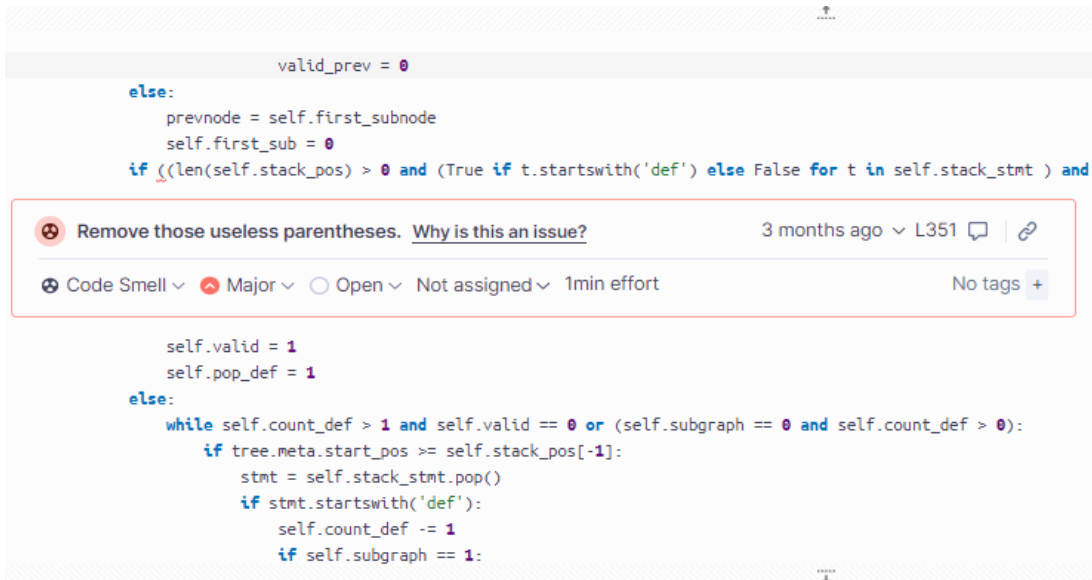 valid_prev = 0
else:
prevnode = self.first_subnode
self.first_sub = 0
if ((len(self.stack_pos) > 0 and (True if t.startswith('def') else False for t in self.stack_stmt ) and
Remove those useless parentheses. Why is this an issue? 3 months ago L351
Code Smell Major Open Not assigned 1min effort No tags +
self.valid = 1
self.pop_def = 1
else:
while self.count_def > 1 and self.valid == 0 or (self.subgraph == 0 and self.count_def > 0):
if tree.meta.start_pos >= self.stack_pos[-1]:
stmt = self.stack_stmt.pop()
if stmt.startswith('def'):
self.count_def -= 1
if self.subgraph == 1: